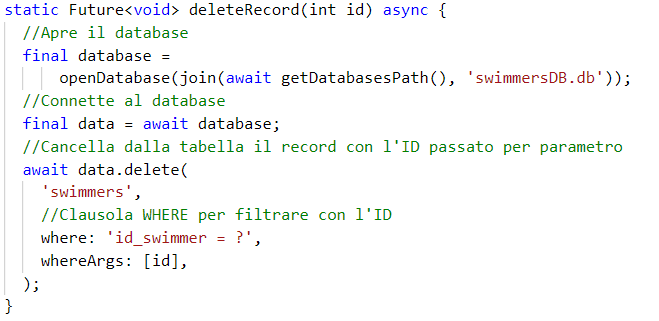 static Future<void> deleteRecord(int id) async {
//Apre il database
final database =
openDatabase(join(await getDatabasesPath(), 'swimmersDB.db'));
//Connette al database
final data = await database;
//Cancella dalla tabella il record con l'ID passato per parametro
await data.delete(
'swimmers',
//Clausola WHERE per filtrare con l'ID
where: 'id_swimmer = ?',
whereArgs: [id],
);
}